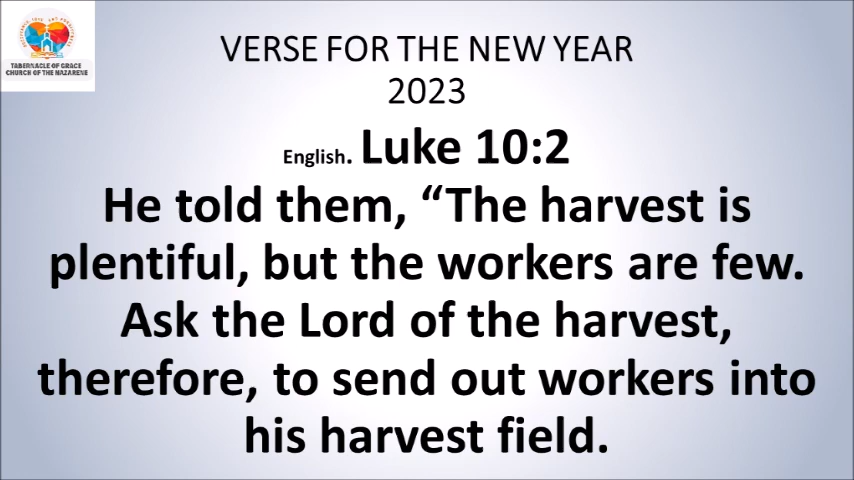 TABERNACLE OF GRACE
CHURCH OF THE NAZARENE
VERSE FOR THE NEW YEAR
2023
English. Luke 10:2
He told them, “The harvest is
plentiful, but the workers are few.
Ask the Lord of the harvest,
therefore, to send out workers into
his harvest field.